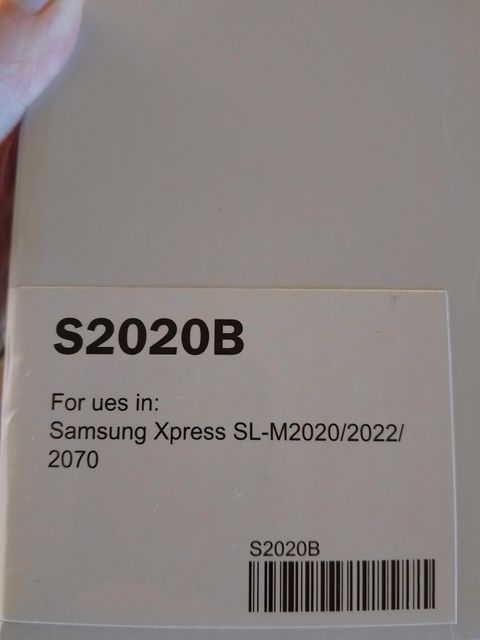 S2020B
For ues in:
Samsung Xpress SL-M2020/2022/
2070
S2020B